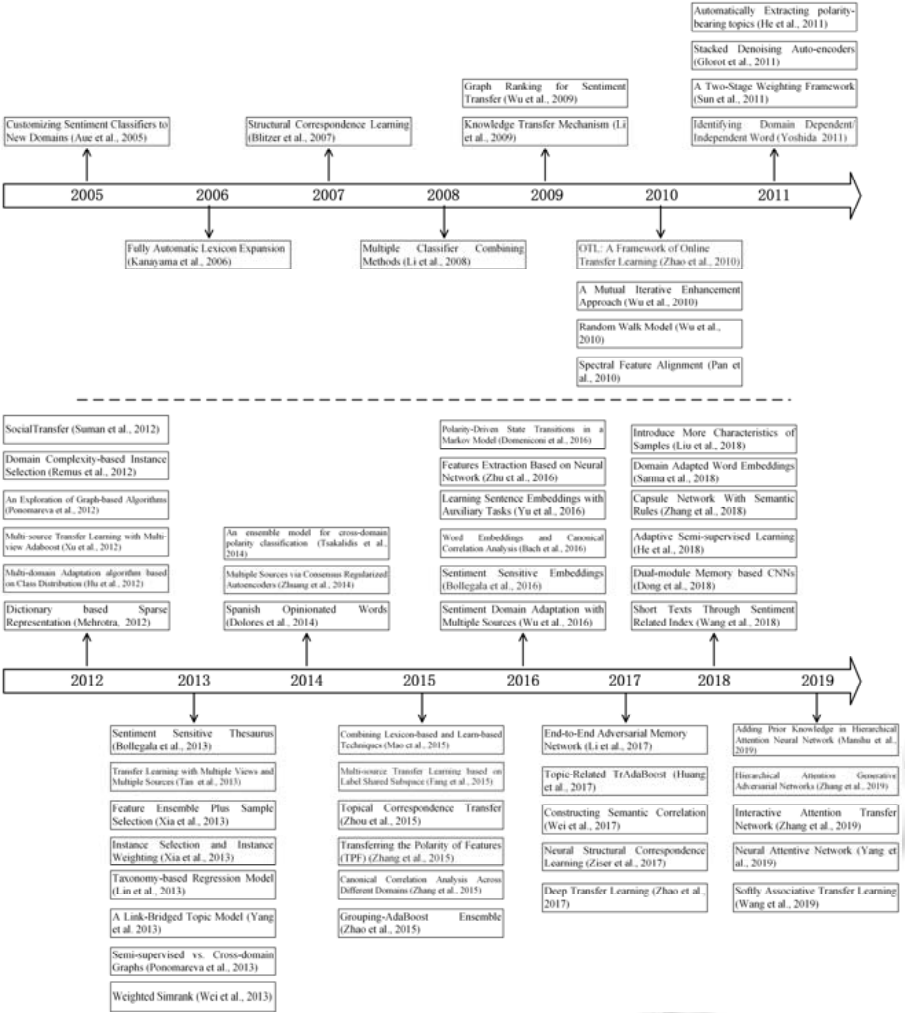 Automatically Extracting polarity-
bearing topics (He et al., 2011)
Stacked Denoising Auto-encoders
(Glorot et al., 2011)
A Two-Stage Weighting Framework
(Sun et al., 2011)
Identifying Domain Dependent/
Independent Word (Yoshida 2011)
Graph Ranking for Sentiment
Transfer (Wu et al., 2009)
Knowledge Transfer Mechanism (Li
et al., 2009)
Structural Correspondence Learning
(Blitzer et al., 2007)
Customizing Sentiment Classifiers to
New Domains (Aue et al., 2005)
2005 2006 2007 2008 2009 2010 2011
Fully Automatic Lexicon Expansion
(Kanayama et al., 2006)
Multiple Classifier Combining
Methods (Li et al., 2008)
OTL: A Framework of Online
Transfer Learning (Zhao et al., 2010)
A Mutual Iterative Enhancement
Approach (Wu et al., 2010)
Random Walk Model (Wu et al.,
2010)
Spectral Feature Alignment (Pan et
al., 2010)
SocialTransfer (Suman et al., 2012)
Domain Complexity-based Instance
Selection (Remus et al., 2012)
An Exploration of Graph-based Algorithms
(Ponomareva et al., 2012)
Multi-source Transfer Learning with Multi-
view Adaboost (Xu et al., 2012)
Multi-domain Adaptation algorithm based
on Class Distribution (Hu et al., 2012)
Dictionary based Sparse
Representation (Mehrotra, 2012)
An ensemble model for cross-domain
polarity classification (Tsakalidis et al.,
2014)
Multiple Sources via Consensus Regularized
Autoencoders (Zhuang et al., 2014)
Spanish Opinionated Words
(Dolores et al., 2014)
Polarity-Driven State Transitions in a
Markov Model (Domeniconi et al., 2016)
Features Extraction Based on Neural
Network (Zhu et al., 2016)
Learning Sentence Embeddings with
Auxiliary Tasks (Yu et al., 2016)
Word Embeddings and Canonical
Correlation Analysis (Bach et al., 2016)
Sentiment Sensitive Embeddings
(Bollegala et al., 2016)
Sentiment Domain Adaptation with
Multiple Sources (Wu et al., 2016)
Introduce More Characteristics of
Samples (Liu et al., 2018)
Domain Adapted Word Embeddings
(Sarma et al., 2018)
Capsule Network With Semantic
Rules (Zhang et al., 2018)
Adaptive Semi-supervised Learning
(He et al., 2018)
Dual-module Memory based CNNs
(Dong et al., 2018)
Short Texts Through Sentiment
Related Index (Wang et al., 2018)
2012 2013 2014 2015 2016 2017 2018 2019
Sentiment Sensitive Thesaurus
(Bollegala et al., 2013)
Transfer Learning with Multiple Views and
Multiple Sources (Tan et al., 2013)
Feature Ensemble Plus Sample
Selection (Xia et al., 2013)
Instance Selection and Instance
Weighting (Xia et al., 2013)
Taxonomy-based Regression Model
(Lin et al., 2013)
A Link-Bridged Topic Model (Yang
et al. 2013)
Semi-supervised vs. Cross-domain
Graphs (Ponomareva et al., 2013)
Weighted Simrank (Wei et al., 2013)
Combining Lexicon-based and Learn-based
Techniques (Mao et al., 2015)
Multi-source Transfer Learning based on
Label Shared Subspace (Fang et al., 2015)
Topical Correspondence Transfer
(Zhou et al., 2015)
Transferring the Polarity of Features
(TPF) (Zhang et al., 2015)
Canonical Correlation Analysis Across
Different Domains (Zhang et al., 2015)
Grouping-AdaBoost Ensemble
(Zhao et al., 2015)
End-to-End Adversarial Memory
Network (Li et al., 2017)
Topic-Related TrAdaBoost (Huang
et al., 2017)
Constructing Semantic Correlation
(Wei et al., 2017)
Neural Structural Correspondence
Learning (Ziser et al., 2017)
Deep Transfer Learning (Zhao et al.,
2017)
Adding Prior Knowledge in Hierarchical
Attention Neural Network (Manshu et al.,
2019)
Hierarchical Attention Generative
Adversarial Networks (Zhang et al., 2019)
Interactive Attention Transfer
Network (Zhang et al., 2019)
Neural Attentive Network (Yang et
al., 2019)
Softly Associative Transfer Learning
(Wang et al., 2019)